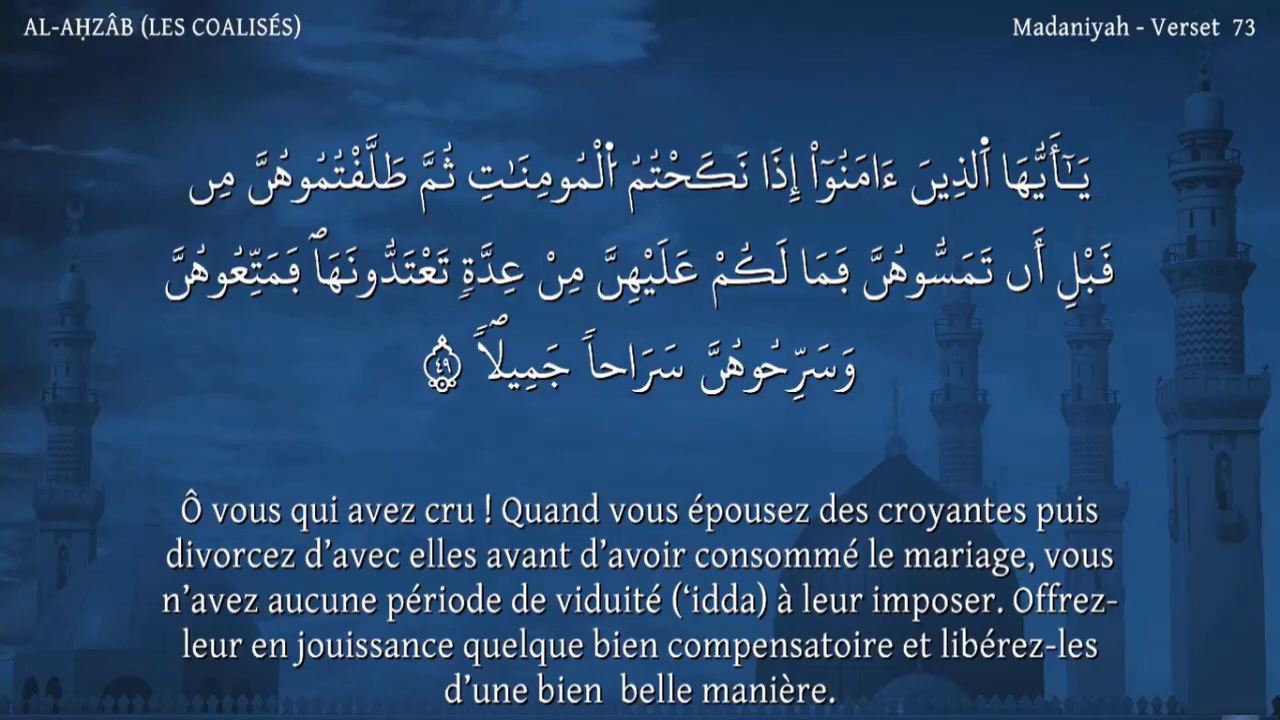 AL-AḤZÂB (LES COALISÉS)
Madaniyah - Verset 73
يَـٰٓأَيُّهَا اَ۬لذِينَ ءَامَنُوٓاْ إِذَا نَكَحْتُمُ اُ۬لْمُومِنَـٰتِ ثُمَّ طَلَّقْتُمُوهُنَّ مِں
قَبْلِ أَں تَمَسُّوهُنَّ فَمَا لَكُمْ عَلَيْهِنَّ مِنْ عِدَّةٖ تَعْتَدُّونَهَاۖ فَمَتِّعُوهُنَّ
وَسَرِّحُوهُنَّ سَرَاحاٗ جَمِيلاٗۖ ٤٩
Ô vous qui avez cru ! Quand vous épousez des croyantes puis
divorcez d’avec elles avant d’avoir consommé le mariage, vous
n’avez aucune période de viduité (‘idda) à leur imposer. Offrez-
leur en jouissance quelque bien compensatoire et libérez-les
d’une bien belle manière.